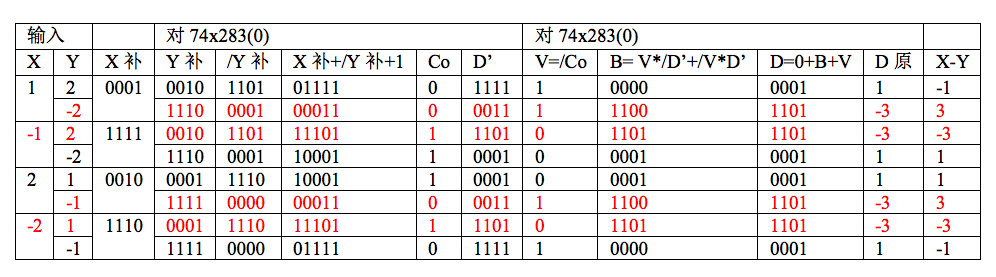 输入 对 74x283(0) 对 74x283(0)
X Y X 补 Y 补 /Y 补 X 补+/Y 补+1 Co D’ V=/Co B= V*/D’+/V*D’ D=0+B+V D 原 X-Y
1 2 0001 0010 1101 01111 0 1111 1 0000 0001 1 -1
-2 1110 0001 00011 0 0011 1 1100 1101 -3 3
-1 2 1111 0010 1101 11101 1 1101 0 1101 1101 -3 -3
-2 1110 0001 10001 1 0001 0 0001 0001 1 1
2 1 0010 0001 1110 10001 1 0001 0 0001 0001 1 1
-1 1111 0000 00011 0 0011 1 1100 1101 -3 3
-2 1 1110 0001 1110 11101 1 1101 0 1101 1101 -3 -3
-1 1111 0000 01111 0 1111 1 0000 0001 1 -1